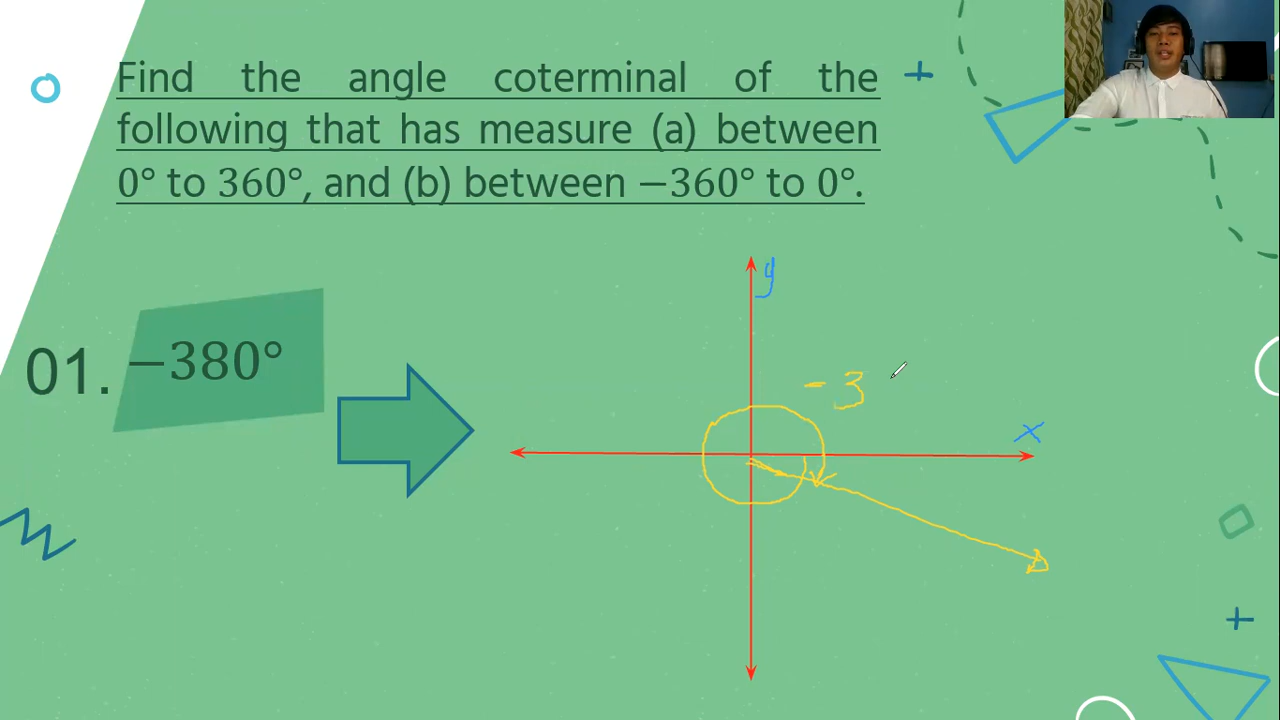 Find the angle coterminal of the
following that has measure (a) between
0° to 360°, and (b) between −360° to 0°.
y
01. −380°
-3
x